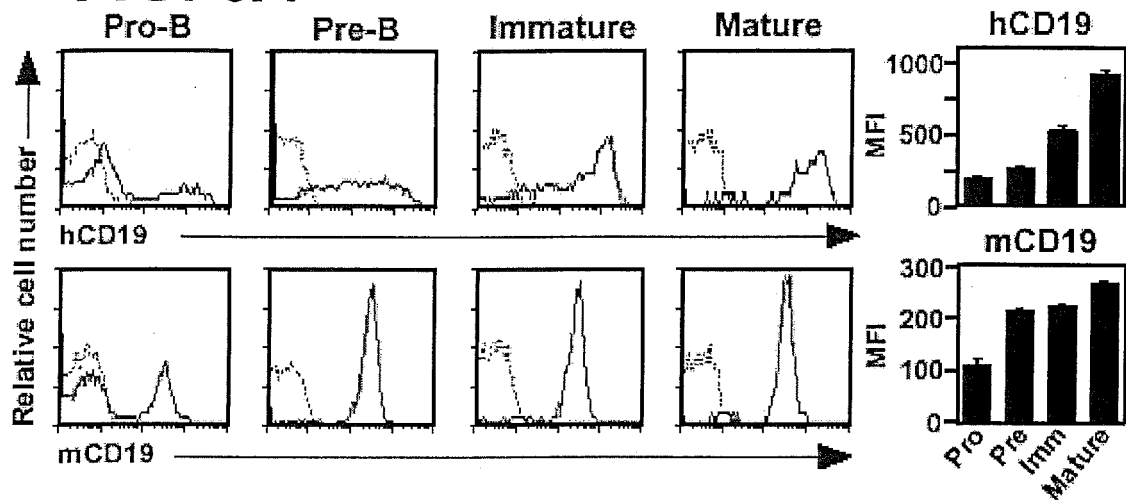 Pro-B Pre-B Immature Mature hCD19
Relative cell number
hCD19
mCD19
MFI
1000
500
0
mCD19
MFI
300
200
100
0
Pro Pre Imm Mature